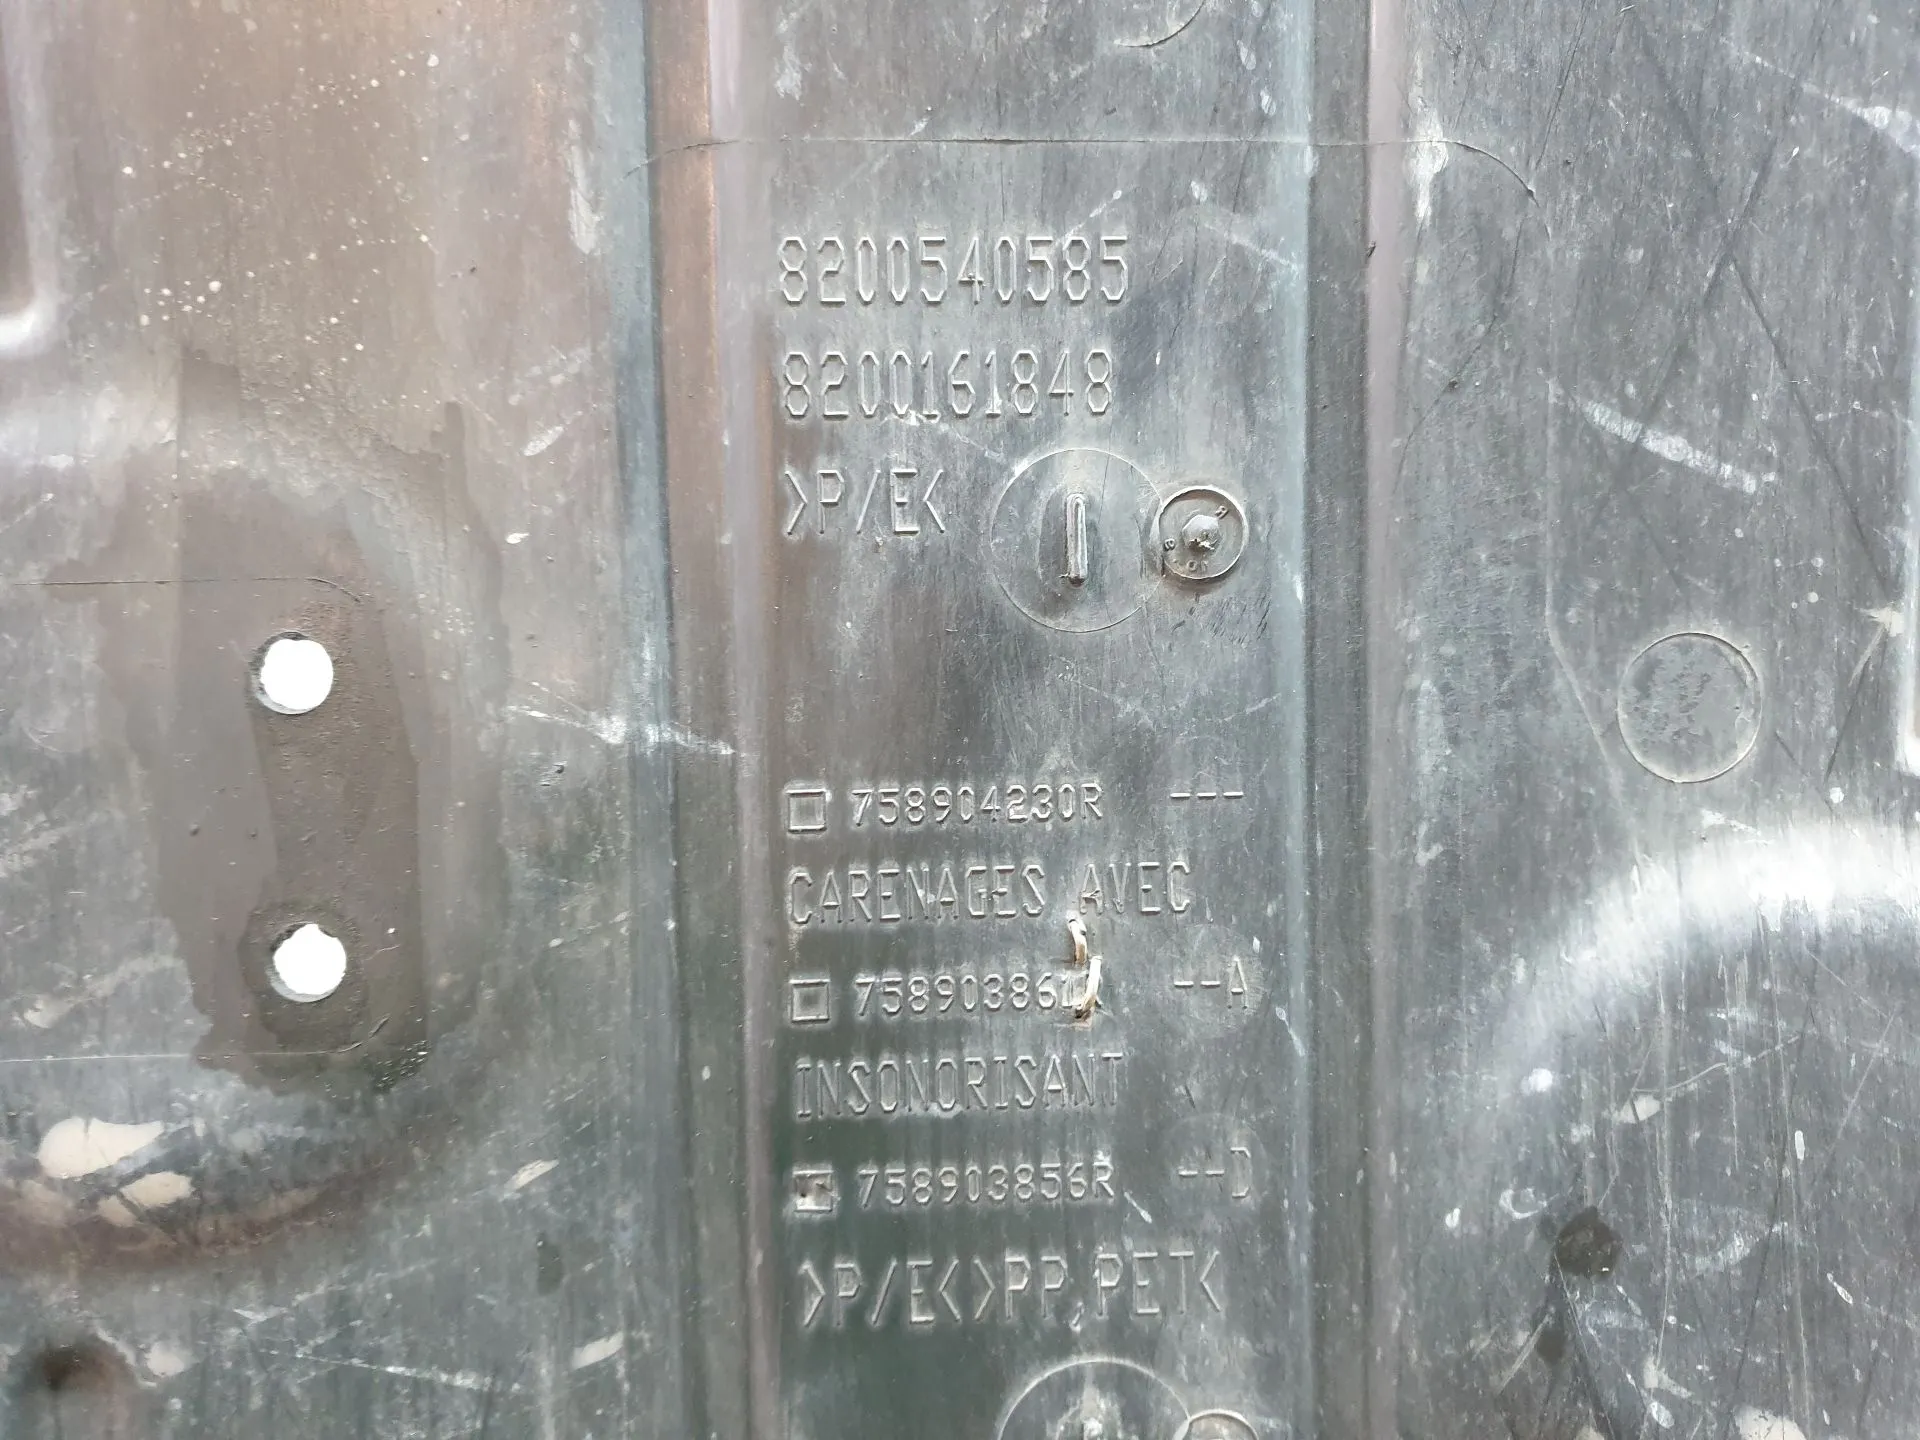 8200540585
8200161848
>P/E<
758904230R ---
CARENAGES AVEC
--A
INSONORISANT
758903856R --D
>P/E<>PP,PET<